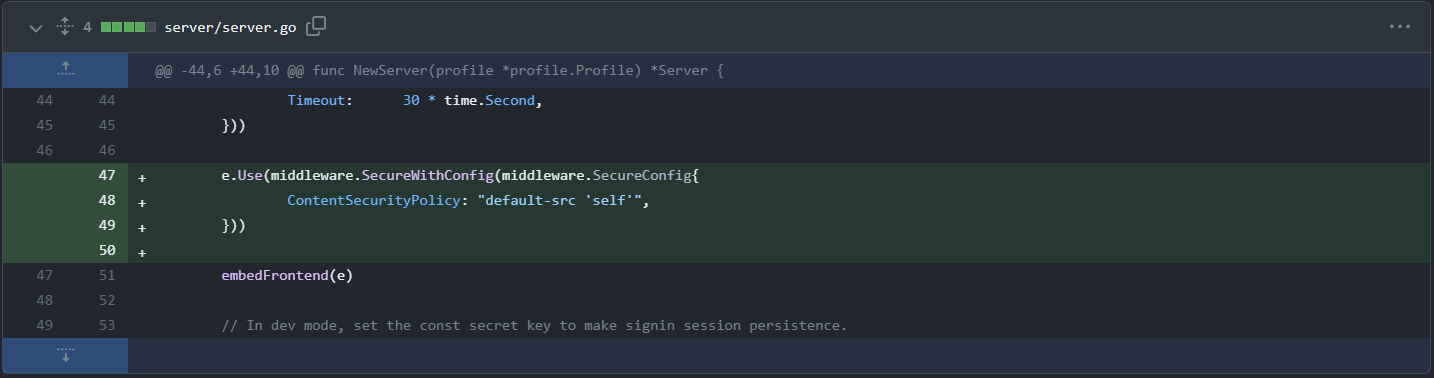 4 server/server.go
@@ -44,6 +44,10 @@ func NewServer(profile *profile.Profile) *Server {
44 44 Timeout: 30 * time.Second,
45 45 }))
46 46
47 + e.Use(middleware.SecureWithConfig(middleware.SecureConfig{
48 + ContentSecurityPolicy: "default-src 'self'",
49 + }))
50 +
47 51 embedFrontend(e)
48 52
49 53 // In dev mode, set the const secret key to make signin session persistence.